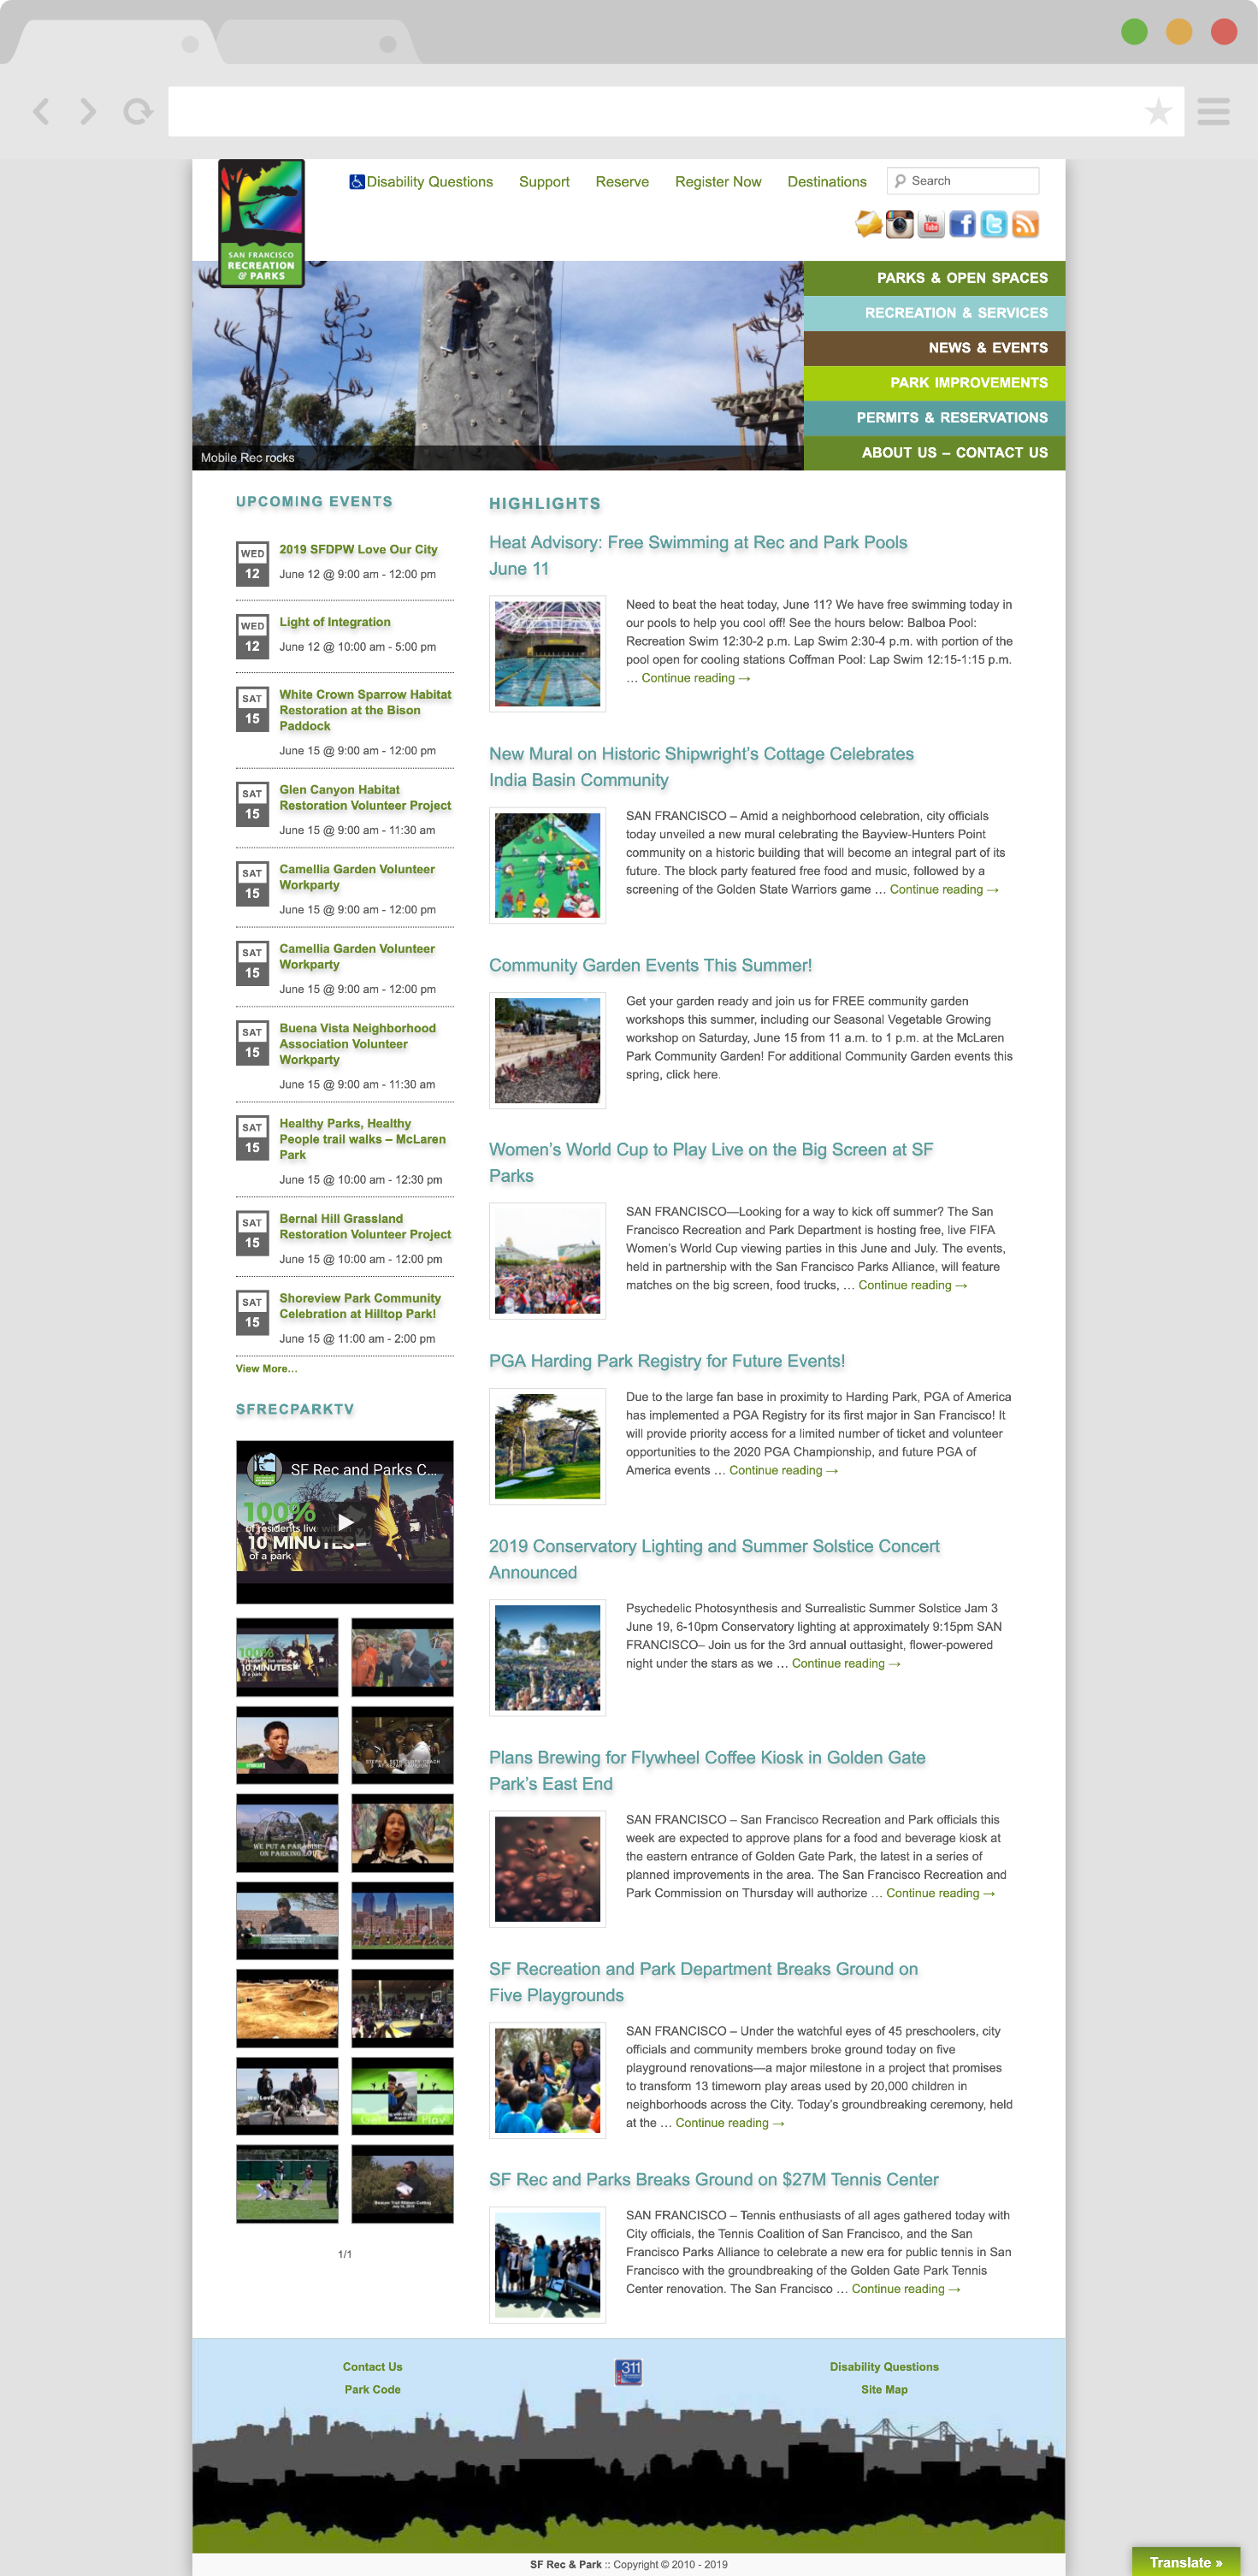 SAN FRANCISCO
RECREATION
& PARKS
Disability Questions
Support
Reserve
Register Now
Destinations
Search
You
Tube
PARKS & OPEN SPACES
RECREATION & SERVICES
NEWS & EVENTS
PARK IMPROVEMENTS
PERMITS & RESERVATIONS
ABOUT US – CONTACT US
Mobile Rec rocks
UPCOMING EVENTS
WED
12
2019 SFDPW Love Our City
June 12 @ 9:00 am - 12:00 pm
WED
12
Light of Integration
June 12 @ 10:00 am - 5:00 pm
SAT
15
White Crown Sparrow Habitat
Restoration at the Bison
Paddock
June 15 @ 9:00 am - 12:00 pm
SAT
15
Glen Canyon Habitat
Restoration Volunteer Project
June 15 @ 9:00 am - 11:30 am
SAT
15
Camellia Garden Volunteer
Workparty
June 15 @ 9:00 am - 12:00 pm
SAT
15
Camellia Garden Volunteer
Workparty
June 15 @ 9:00 am - 12:00 pm
SAT
15
Buena Vista Neighborhood
Association Volunteer
Workparty
June 15 @ 9:00 am - 11:30 am
SAT
15
Healthy Parks, Healthy
People trail walks – McLaren
Park
June 15 @ 10:00 am - 12:30 pm
SAT
15
Bernal Hill Grassland
Restoration Volunteer Project
June 15 @ 10:00 am - 12:00 pm
SAT
15
Shoreview Park Community
Celebration at Hilltop Park!
June 15 @ 11:00 am - 2:00 pm
View More...
SFRECPARKTV
SF Rec and Parks C...
100%
of residents live within
10 MINUTES
of a park
100%
10 MINUTES
of a park
WE PUT A PARADISE
ON PARKING LOT
1/1
HIGHLIGHTS
Heat Advisory: Free Swimming at Rec and Park Pools
June 11
Need to beat the heat today, June 11? We have free swimming today in
our pools to help you cool off! See the hours below: Balboa Pool:
Recreation Swim 12:30-2 p.m. Lap Swim 2:30-4 p.m. with portion of the
pool open for cooling stations Coffman Pool: Lap Swim 12:15-1:15 p.m.
… Continue reading →
New Mural on Historic Shipwright’s Cottage Celebrates
India Basin Community
SAN FRANCISCO – Amid a neighborhood celebration, city officials
today unveiled a new mural celebrating the Bayview-Hunters Point
community on a historic building that will become an integral part of its
future. The block party featured free food and music, followed by a
screening of the Golden State Warriors game … Continue reading →
Community Garden Events This Summer!
Get your garden ready and join us for FREE community garden
workshops this summer, including our Seasonal Vegetable Growing
workshop on Saturday, June 15 from 11 a.m. to 1 p.m. at the McLaren
Park Community Garden! For additional Community Garden events this
spring, click here.
Women’s World Cup to Play Live on the Big Screen at SF
Parks
SAN FRANCISCO—Looking for a way to kick off summer? The San
Francisco Recreation and Park Department is hosting free, live FIFA
Women’s World Cup viewing parties in this June and July. The events,
held in partnership with the San Francisco Parks Alliance, will feature
matches on the big screen, food trucks, … Continue reading →
PGA Harding Park Registry for Future Events!
Due to the large fan base in proximity to Harding Park, PGA of America
has implemented a PGA Registry for its first major in San Francisco! It
will provide priority access for a limited number of ticket and volunteer
opportunities to the 2020 PGA Championship, and future PGA of
America events … Continue reading →
2019 Conservatory Lighting and Summer Solstice Concert
Announced
Psychedelic Photosynthesis and Surrealistic Summer Solstice Jam 3
June 19, 6-10pm Conservatory lighting at approximately 9:15pm SAN
FRANCISCO– Join us for the 3rd annual outtasight, flower-powered
night under the stars as we … Continue reading →
Plans Brewing for Flywheel Coffee Kiosk in Golden Gate
Park’s East End
SAN FRANCISCO – San Francisco Recreation and Park officials this
week are expected to approve plans for a food and beverage kiosk at
the eastern entrance of Golden Gate Park, the latest in a series of
planned improvements in the area. The San Francisco Recreation and
Park Commission on Thursday will authorize … Continue reading →
SF Recreation and Park Department Breaks Ground on
Five Playgrounds
SAN FRANCISCO – Under the watchful eyes of 45 preschoolers, city
officials and community members broke ground today on five
playground renovations—a major milestone in a project that promises
to transform 13 timeworn play areas used by 20,000 children in
neighborhoods across the City. Today’s groundbreaking ceremony, held
at the … Continue reading →
SF Rec and Parks Breaks Ground on $27M Tennis Center
SAN FRANCISCO – Tennis enthusiasts of all ages gathered today with
City officials, the Tennis Coalition of San Francisco, and the San
Francisco Parks Alliance to celebrate a new era for public tennis in San
Francisco with the groundbreaking of the Golden Gate Park Tennis
Center renovation. The San Francisco … Continue reading →
Contact Us
Park Code
311
Disability Questions
Site Map
SF Rec & Park :: Copyright © 2010 - 2019
Translate »